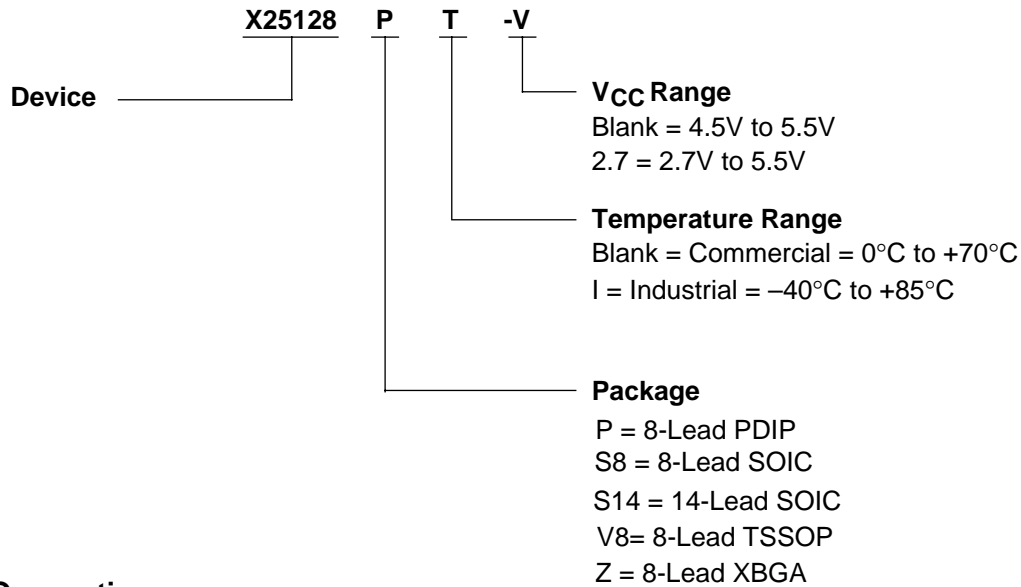 X25128 P T -V
Device
VCC Range
Blank = 4.5V to 5.5V
2.7 = 2.7V to 5.5V
Temperature Range
Blank = Commercial = 0°C to +70°C
I = Industrial = –40°C to +85°C
Package
P = 8-Lead PDIP
S8 = 8-Lead SOIC
S14 = 14-Lead SOIC
V8= 8-Lead TSSOP
Z = 8-Lead XBGA